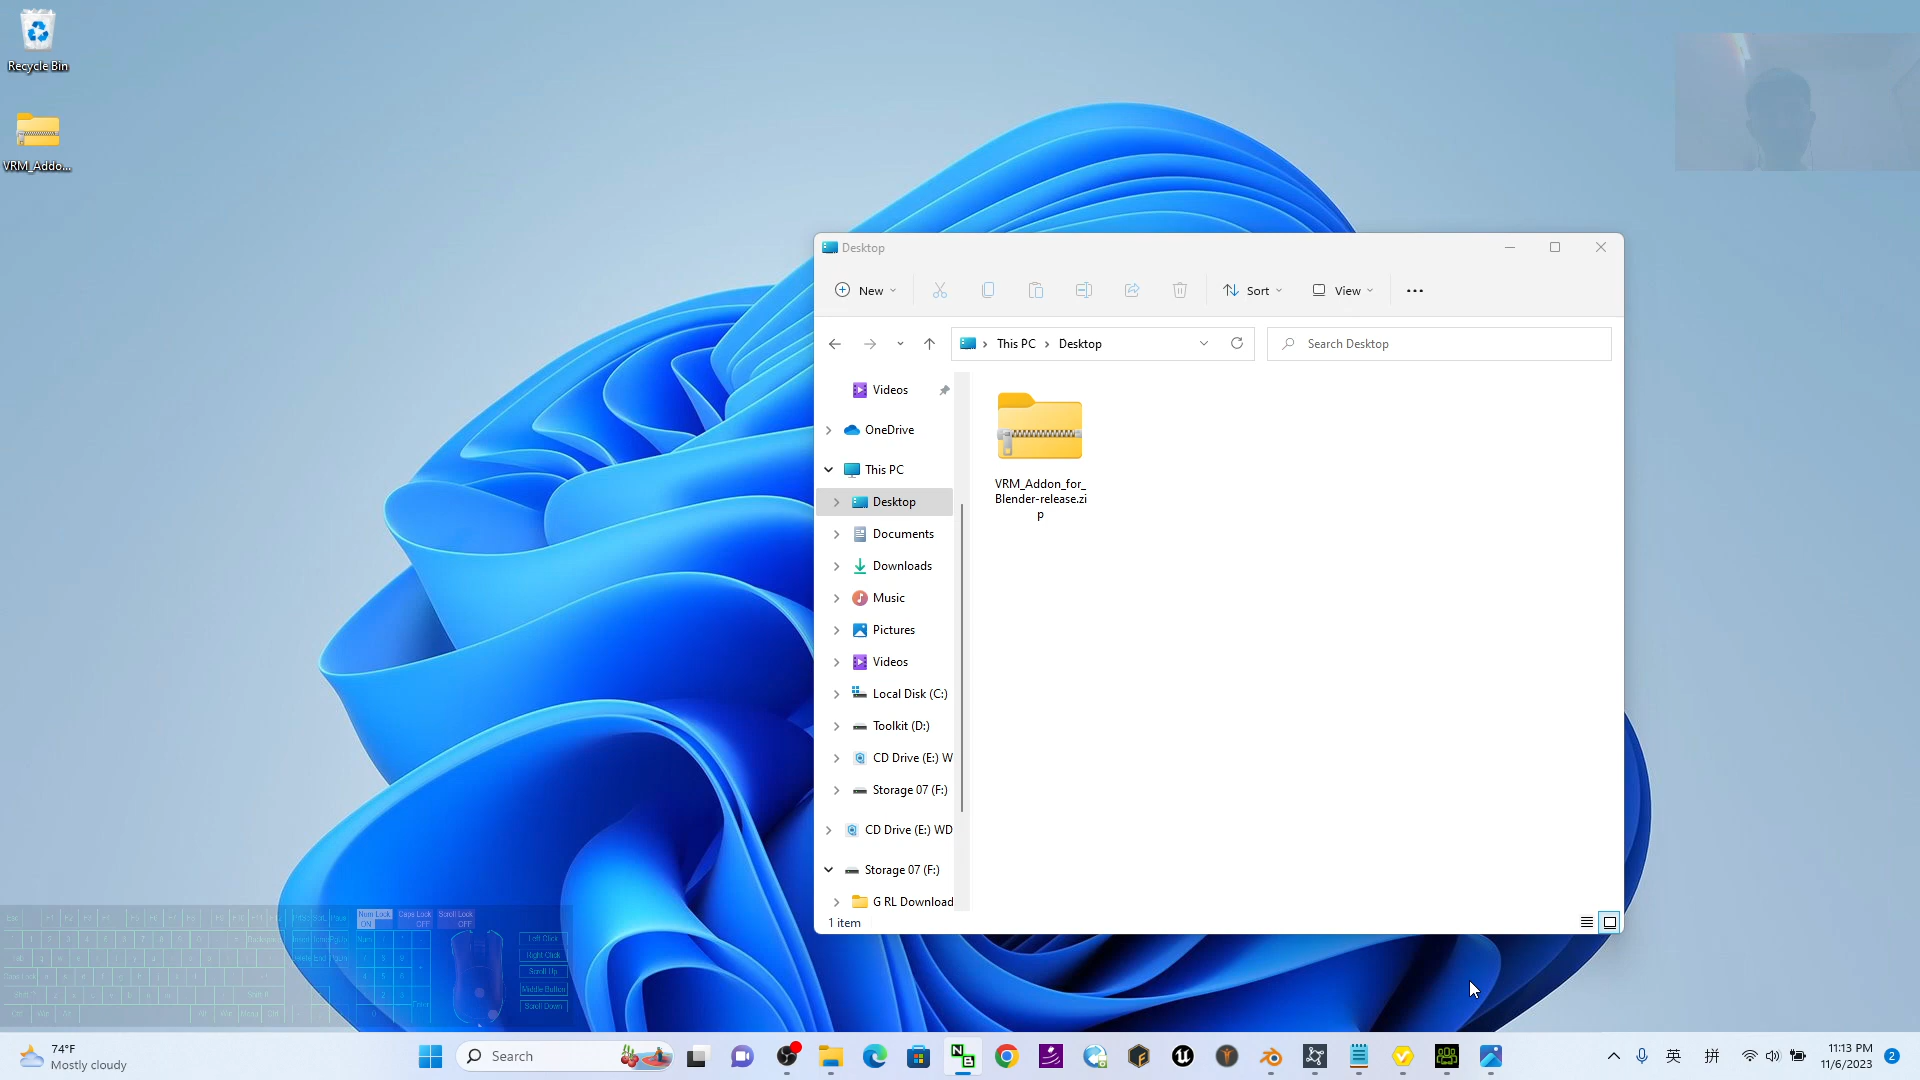 Recycle Bin
VRM_Addo...
Desktop
New
Sort
View
This PC
Desktop
Search Desktop
Videos
OneDrive
This PC
Desktop
Documents
Downloads
Music
Pictures
Videos
Local Disk (C:)
Toolkit (D:)
CD Drive (E:) W
Storage 07 (F:)
CD Drive (E:) WD
Storage 07 (F:)
G RL Download
VRM_Addon_for_
Blender-release.zi
p
1 item
Num Lock
ON
Caps Lock
OFF
Scroll Lock
OFF
Left Click
Right Click
Scroll Up
Middle Button
Scroll Down
74°F
Mostly cloudy
Search
英
拼
11:13 PM
11/6/2023
2